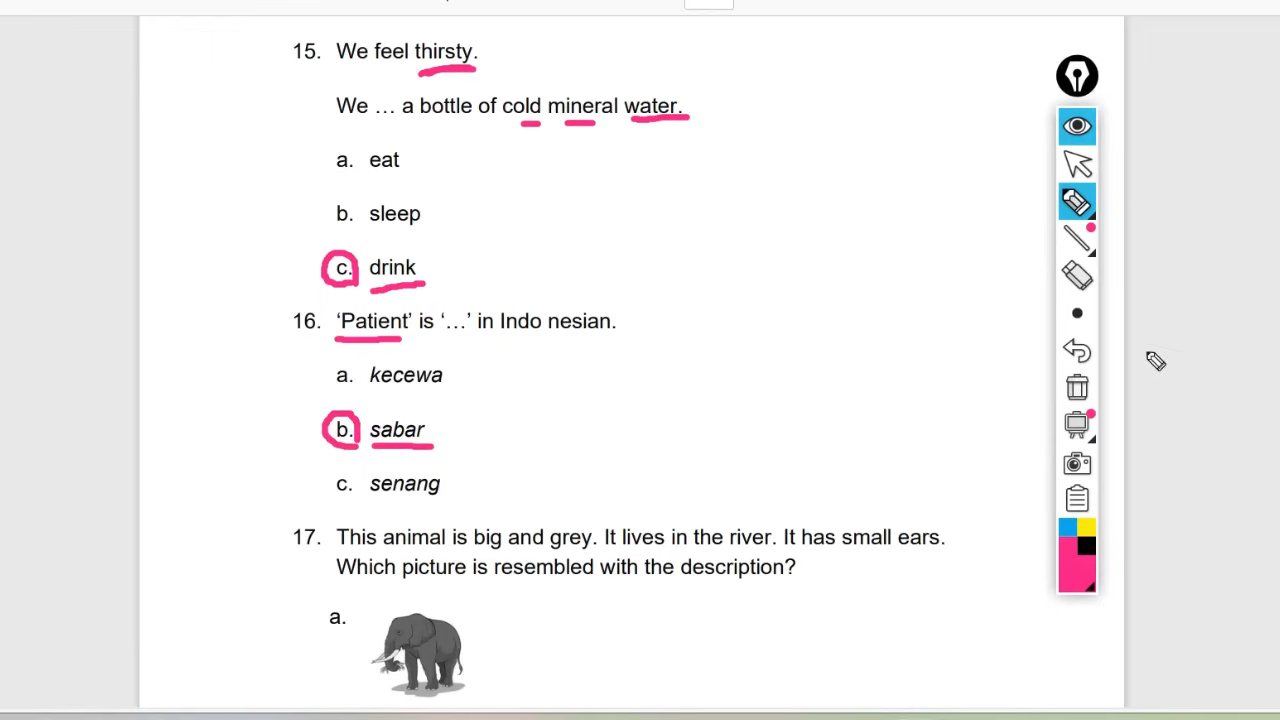 15. We feel thirsty.
We … a bottle of cold mineral water.
a. eat
b. sleep
c. drink
16. ‘Patient’ is ‘…’ in Indo nesian.
a. kecewa
b. sabar
c. senang
17. This animal is big and grey. It lives in the river. It has small ears.
Which picture is resembled with the description?
a.